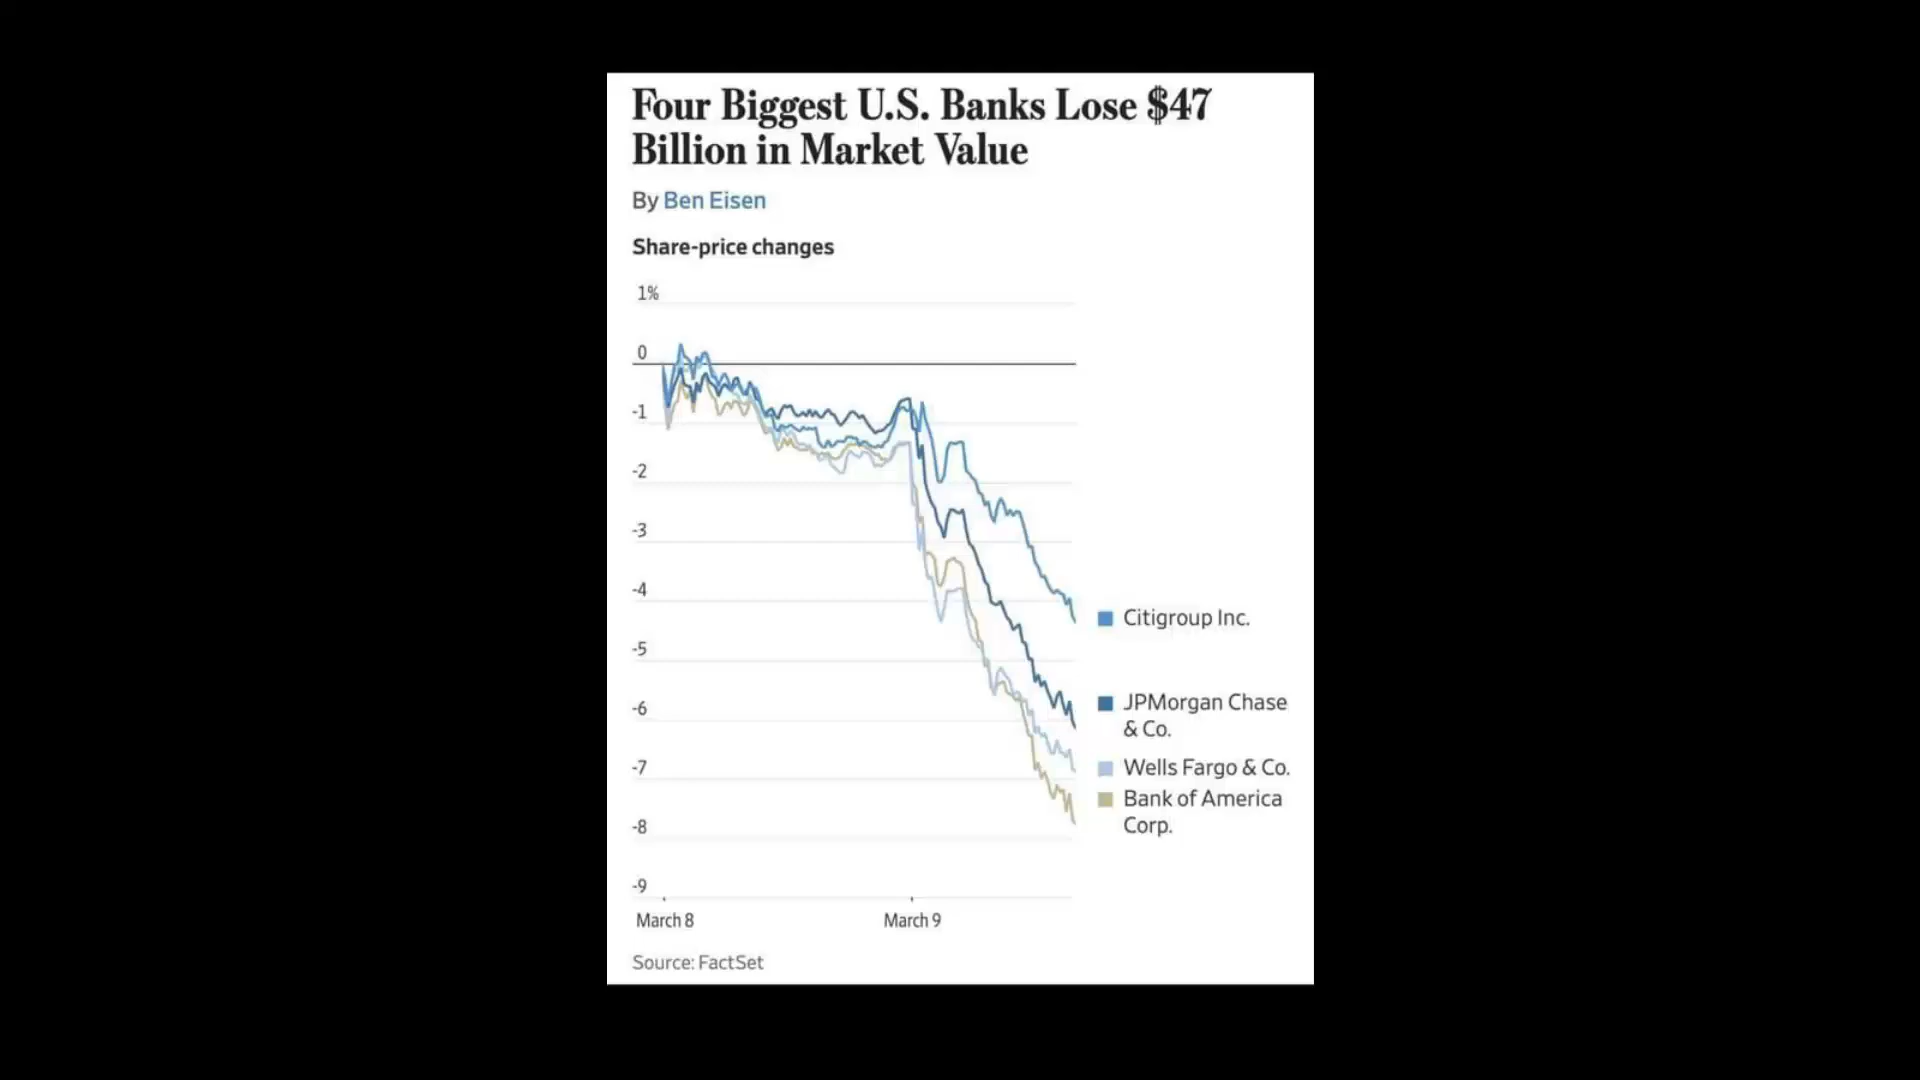 Four Biggest U.S. Banks Lose $47
Billion in Market Value
By Ben Eisen
Share-price changes
1%
0
-1
-2
-3
-4
-5
-6
-7
-8
-9
March 8
March 9
Citigroup Inc.
JPMorgan Chase
& Co.
Wells Fargo & Co.
Bank of America
Corp.
Source: FactSet